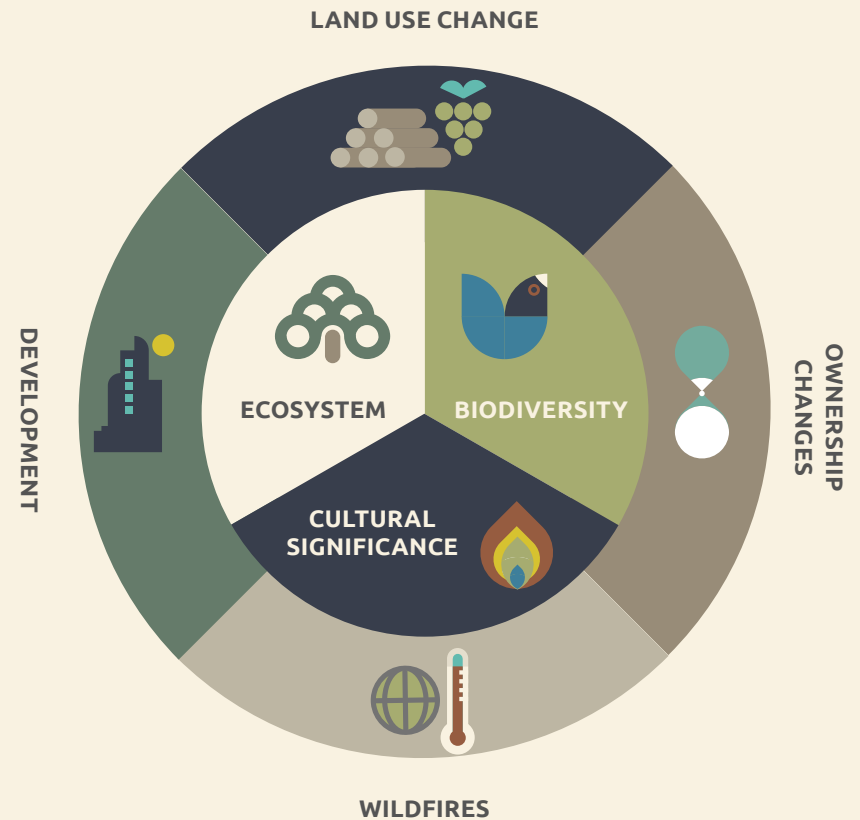 LAND USE CHANGE
DEVELOPMENT
ECOSYSTEM
BIODIVERSITY
OWNERSHIP
CHANGES
CULTURAL
SIGNIFICANCE
WILDFIRES